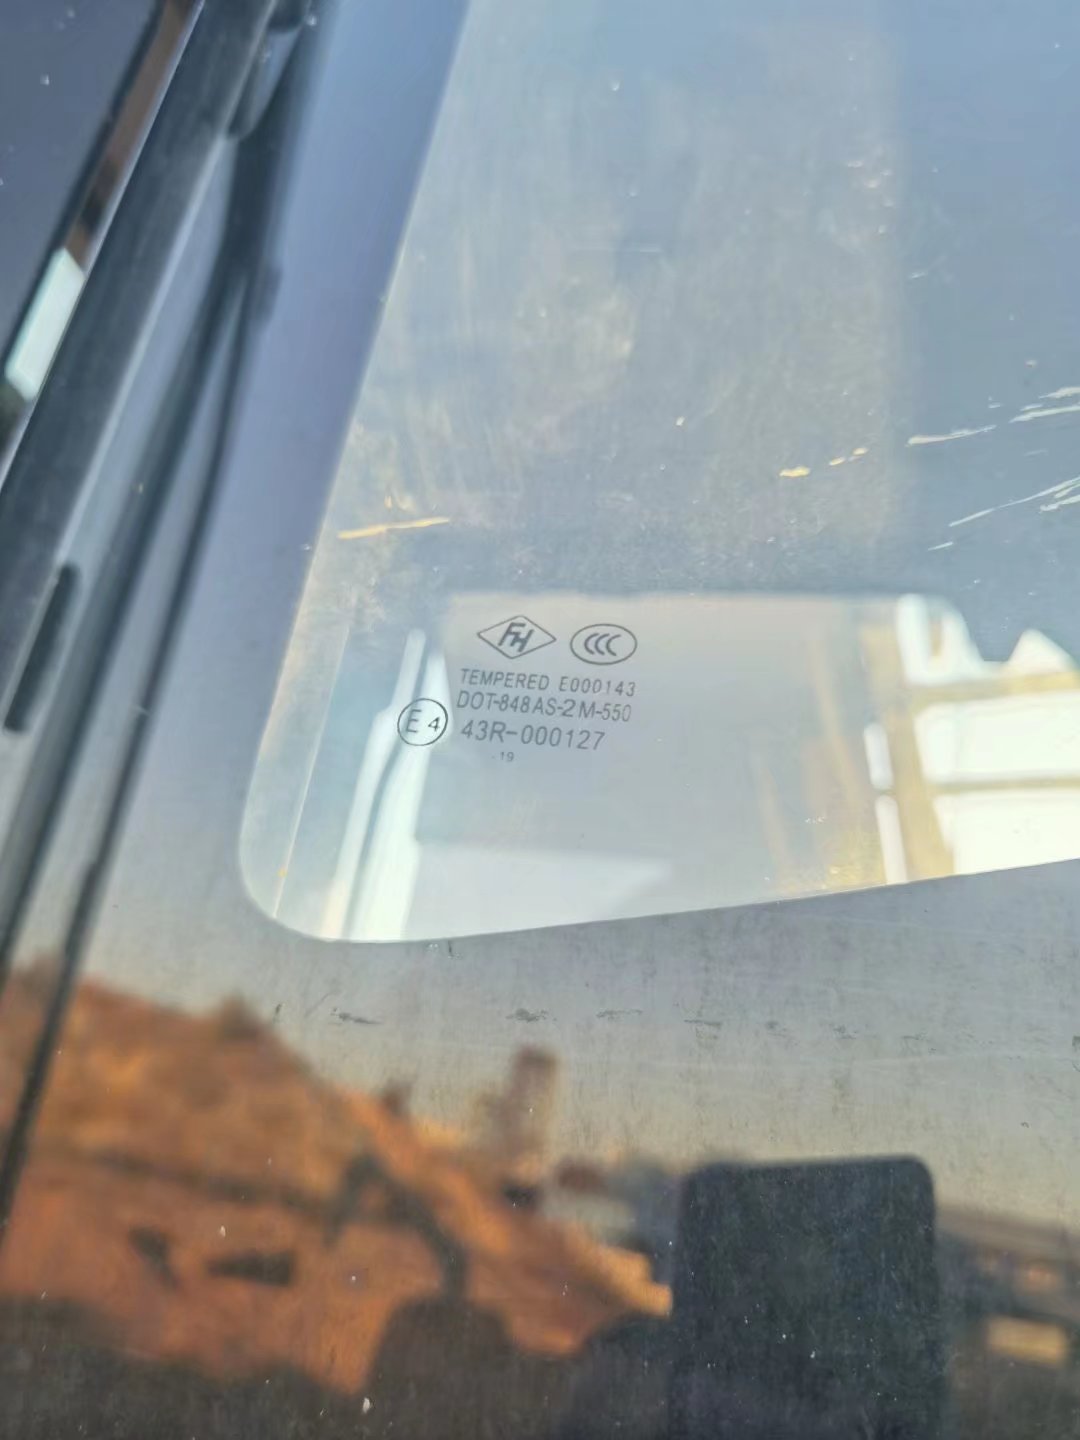 FH CCC
TEMPERED E000143
DOT-848 AS-2 M-550
E4 43R-000127
·19